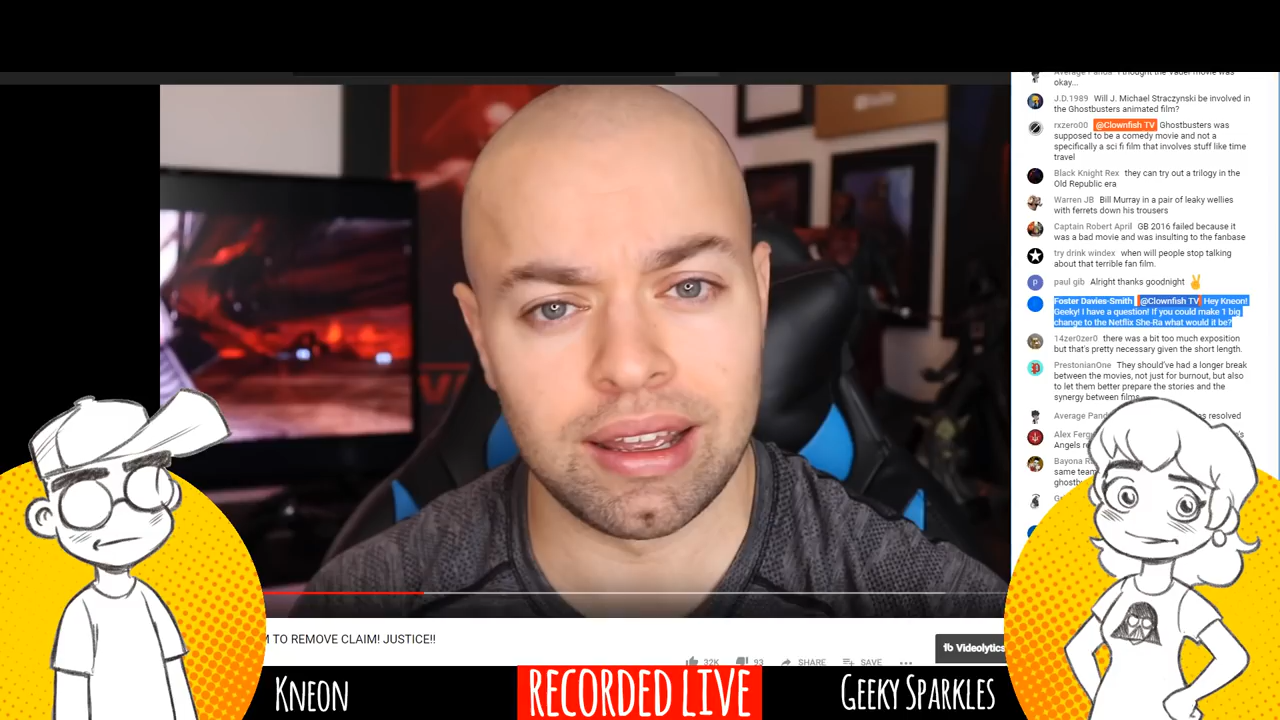 okay...
J.D.1989 Will J. Michael Straczynski be involved in
the Ghostbusters animated film?
rxzero00 @Clownfish TV Ghostbusters was
supposed to be a comedy movie and not a
specifically a sci fi film that involves stuff like time
travel
Black Knight Rex they can try out a trilogy in the
Old Republic era
Warren JB Bill Murray in a pair of leaky wellies
with ferrets down his trousers
Captain Robert April GB 2016 failed because it
was a bad movie and was insulting to the fanbase
try drink windex when will people stop talking
about that terrible fan film.
paul gib Alright thanks goodnight
Foster Davies-Smith @Clownfish TV Hey Kneon!
Geeky! I have a question! If you could make 1 big
change to the Netflix She-Ra what would it be?
14zer0zer0 there was a bit too much exposition
but that's pretty necessary given the short length.
PrestonianOne They should've had a longer break
between the movies, not just for burnout, but also
to let them better prepare the stories and the
synergy between films.
Average Pand resolved
Alex Ferg
Angels
Bayona
same team
TO REMOVE CLAIM! JUSTICE!!
32K 93 SHARE SAVE ...
Videolytics
KNEON
RECORDED LIVE
GEEKY SPARKLES